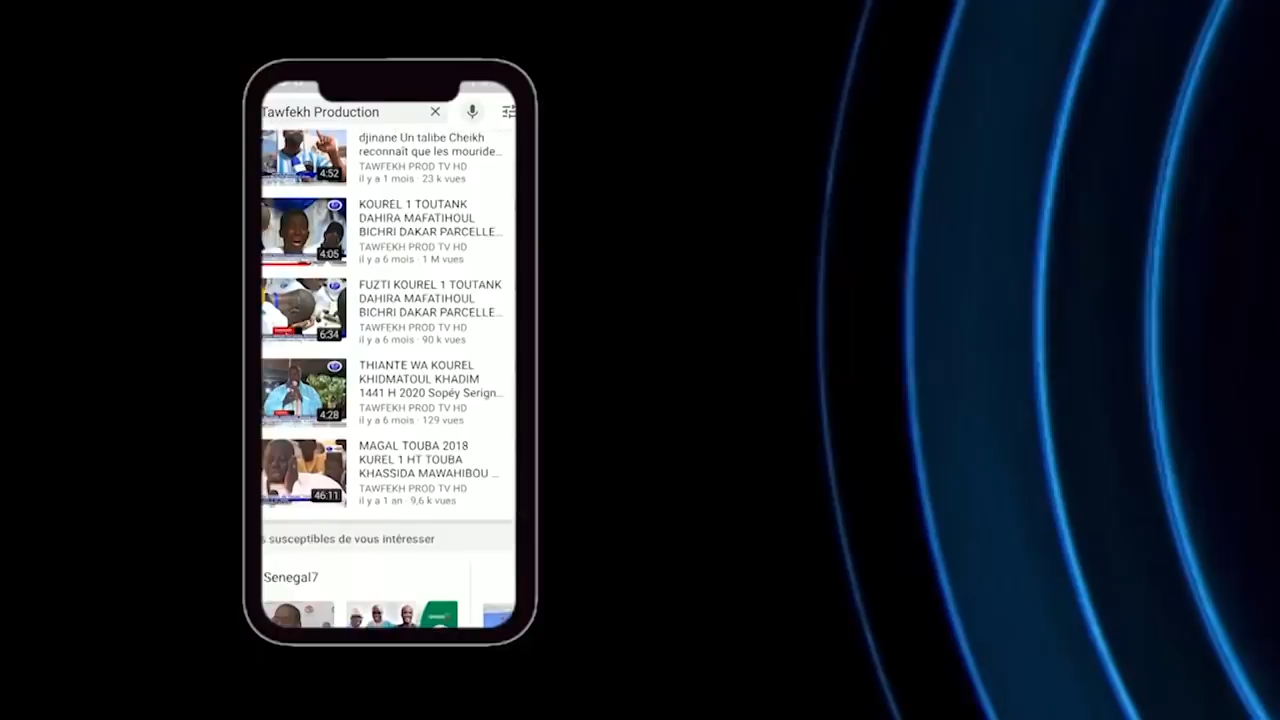 Tawfekh Production
djinane Un talibe Cheikh
reconnaît que les mouride...
TAWFEKH PROD TV HD
il y a 1 mois · 23 k vues
4:52
KOUREL 1 TOUTANK
DAHIRA MAFATIHOUL
BICHRI DAKAR PARCELLE...
TAWFEKH PROD TV HD
il y a 6 mois · 1 M vues
4:05
FUZTI KOUREL 1 TOUTANK
DAHIRA MAFATIHOUL
BICHRI DAKAR PARCELLE...
TAWFEKH PROD TV HD
il y a 6 mois · 90 k vues
6:34
THIANTE WA KOUREL
KHIDMATOUL KHADIM
1441 H 2020 Sopéy Serign...
TAWFEKH PROD TV HD
il y a 6 mois · 129 vues
4:28
MAGAL TOUBA 2018
KUREL 1 HT TOUBA
KHASSIDA MAWAHIBOU ...
TAWFEKH PROD TV HD
il y a 1 an · 9,6 k vues
46:11
susceptibles de vous intéresser
Senegal7